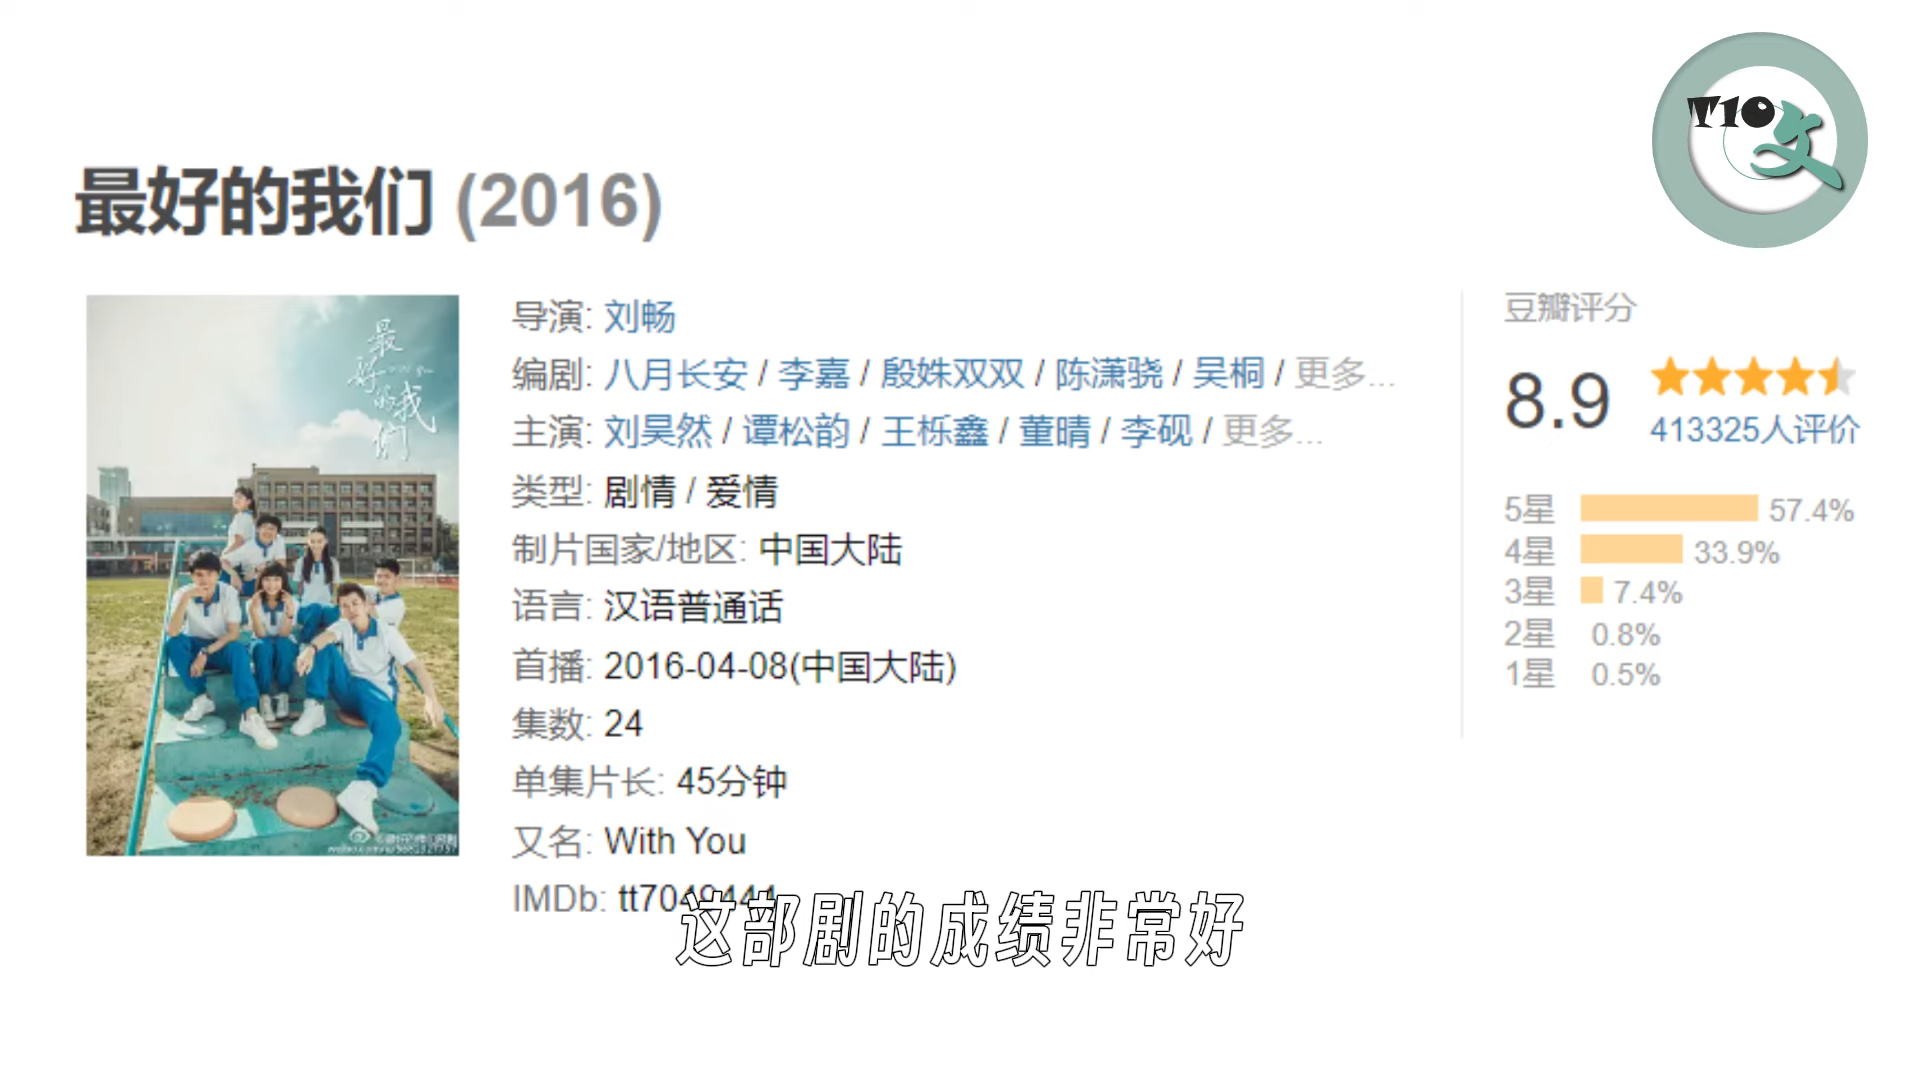 T10文
最好的我们 (2016)
最好的我们
导演: 刘畅
编剧: 八月长安 / 李嘉 / 殷姝双双 / 陈潇骁 / 吴桐 / 更多...
主演: 刘昊然 / 谭松韵 / 王栎鑫 / 董晴 / 李砚 / 更多...
类型: 剧情 / 爱情
制片国家/地区: 中国大陆
语言: 汉语普通话
首播: 2016-04-08(中国大陆)
集数: 24
单集片长: 45分钟
又名: With You
IMDb: tt7049444
豆瓣评分
8.9
413325人评价
5星 57.4%
4星 33.9%
3星 7.4%
2星 0.8%
1星 0.5%
这部剧的成绩非常好